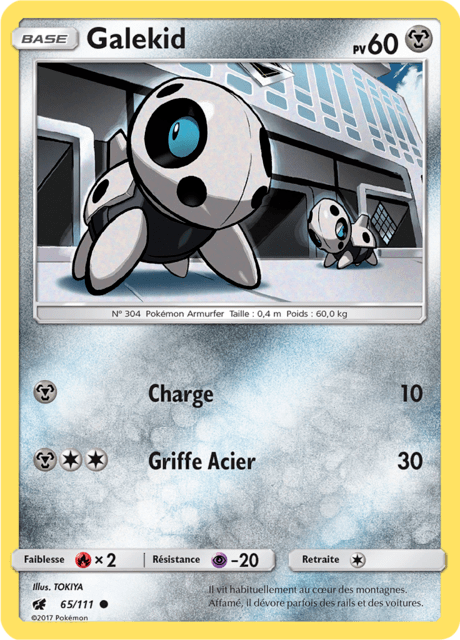 BASE Galekid PV60
N° 304 Pokémon Armurfer Taille : 0,4 m Poids : 60,0 kg
Charge 10
Griffe Acier 30
Faiblesse ×2 Résistance -20 Retraite
Illus. TOKIYA
65/111
©2017 Pokémon
Il vit habituellement au cœur des montagnes.
Affamé, il dévore parfois des rails et des voitures.